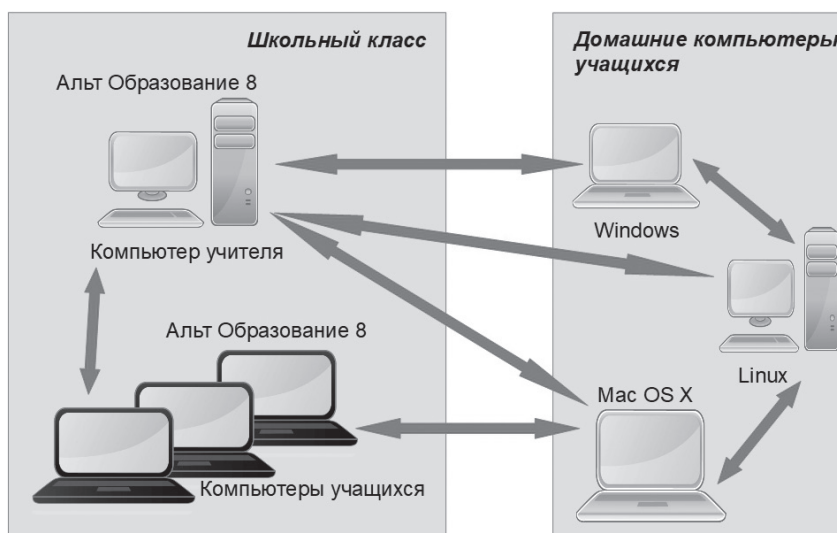 Школьный класс
Альт Образование 8
Компьютер учителя
Альт Образование 8
Компьютеры учащихся
Домашние компьютеры
учащихся
Windows
Linux
Mac OS X